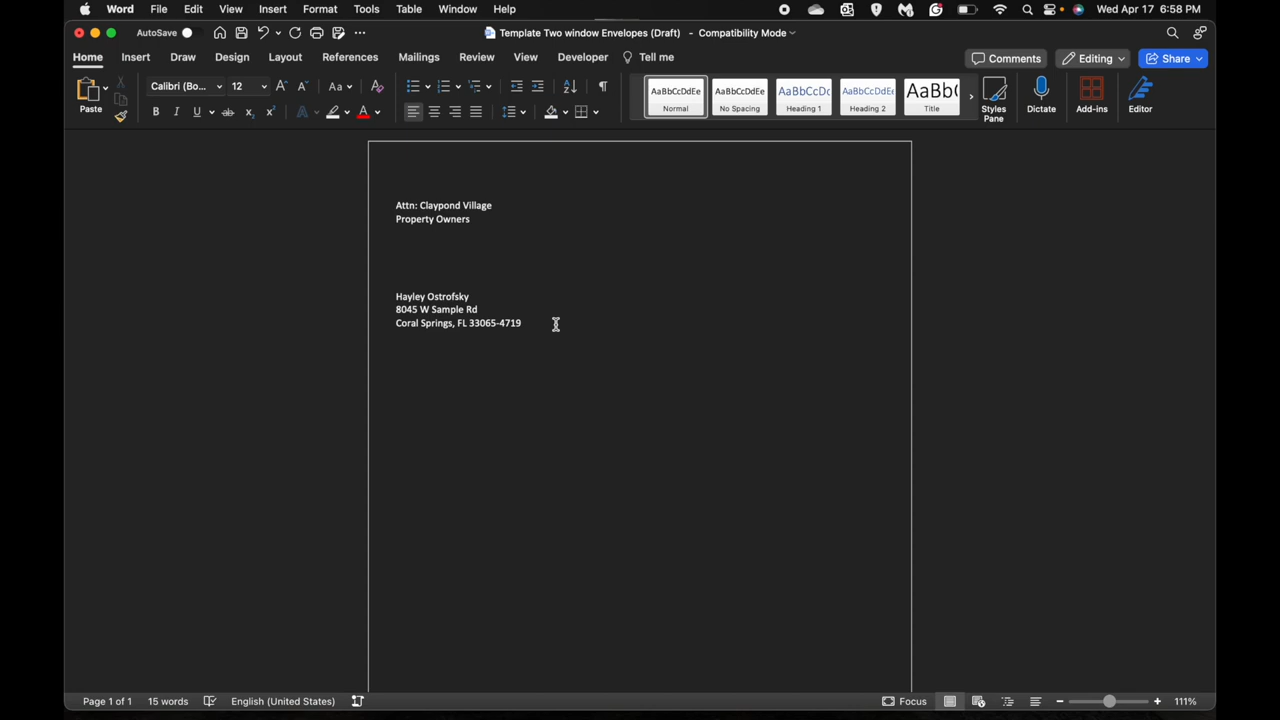 Word File Edit View Insert Format Tools Table Window Help Wed Apr 17 6:58 PM
AutoSave Template Two window Envelopes (Draft) - Compatibility Mode
Home Insert Draw Design Layout References Mailings Review View Developer Tell me Comments Editing Share
Paste Calibri (Bo... 12 Aa
B I U ab x₂ x² A A
AaBbCcDdEe AaBbCcDdEe AaBbCcDc AaBbCcDdEe AaBb(
Normal No Spacing Heading 1 Heading 2 Title
Styles Pane Dictate Add-ins Editor
Attn: Claypond Village
Property Owners
Hayley Ostrofsky
8045 W Sample Rd
Coral Springs, FL 33065-4719
Page 1 of 1 15 words English (United States) Focus 111%